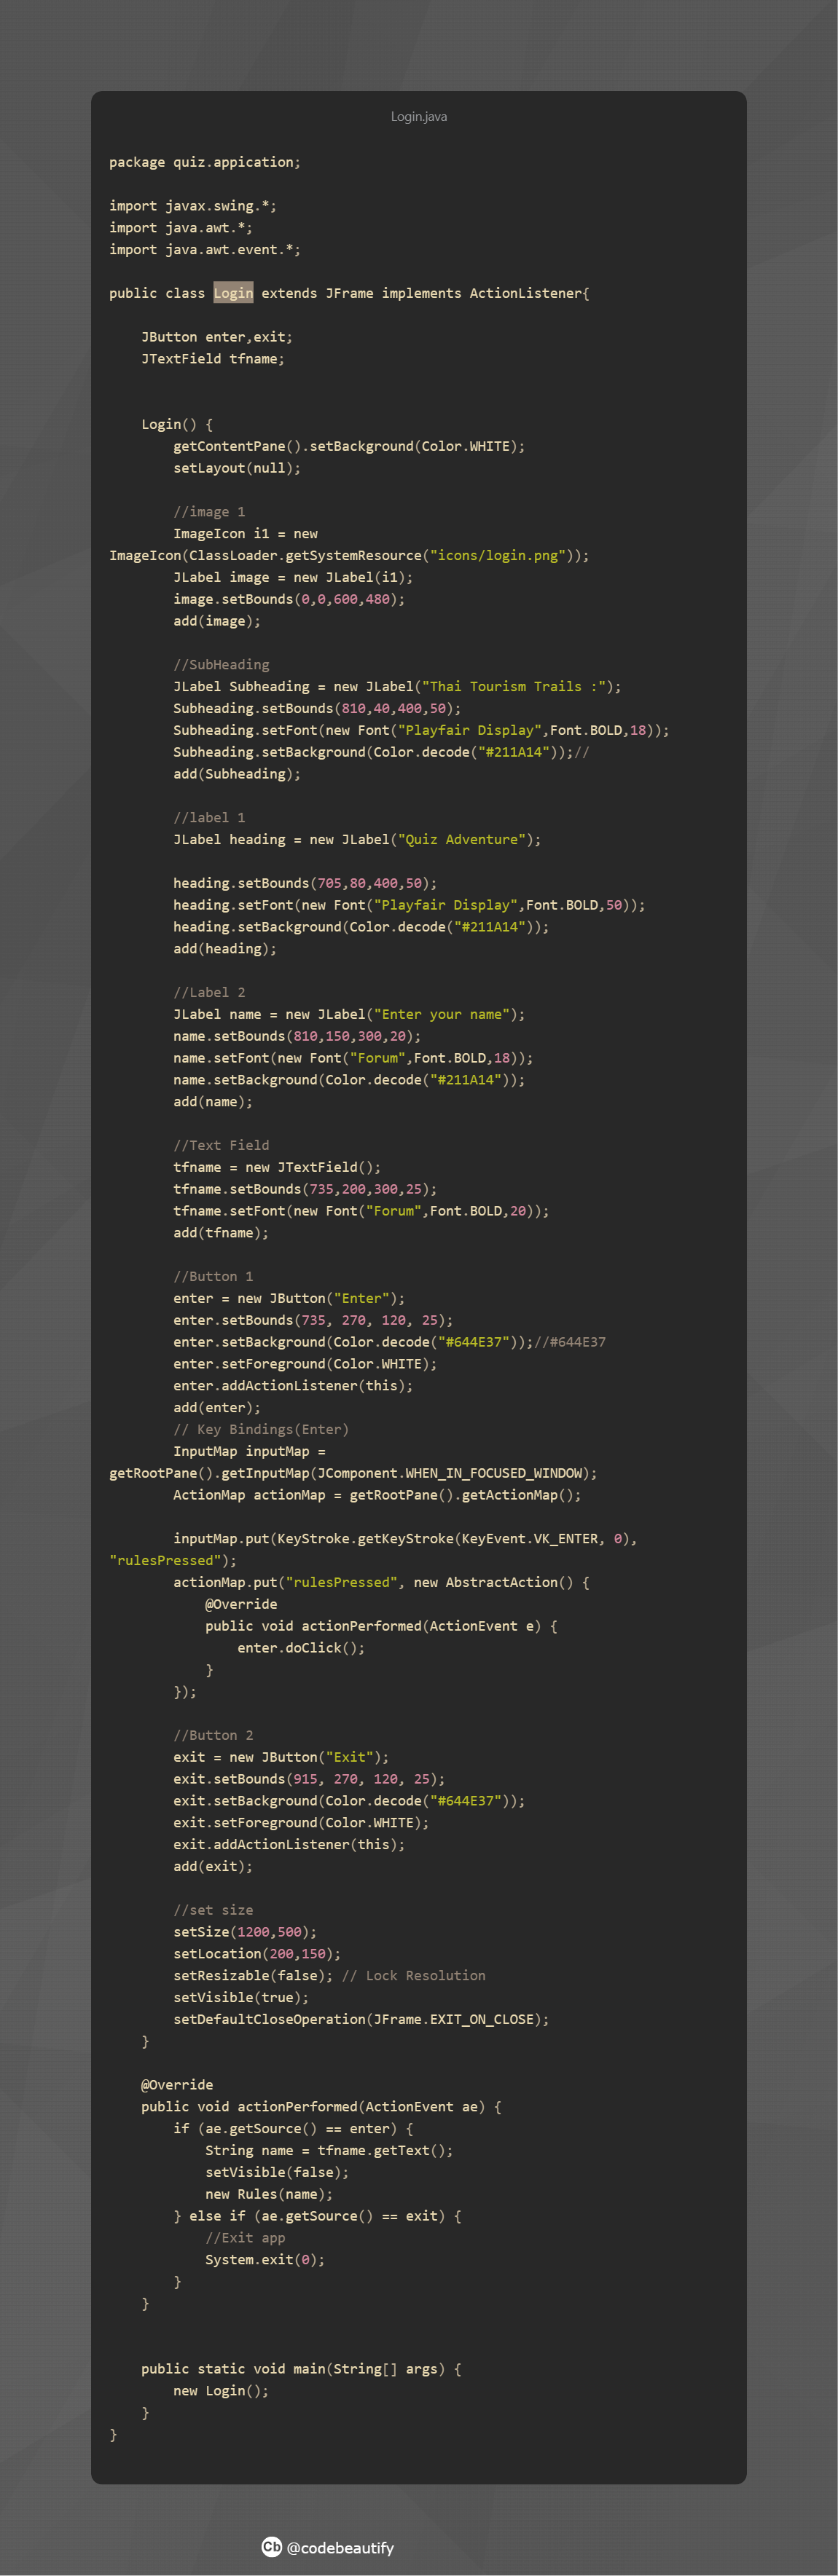 Login.java
package quiz.appication;
import javax.swing.*;
import java.awt.*;
import java.awt.event.*;
public class Login extends JFrame implements ActionListener{
    JButton enter,exit;
    JTextField tfname;
    Login() {
        getContentPane().setBackground(Color.WHITE);
        setLayout(null);
        //image 1
        ImageIcon i1 = new
ImageIcon(ClassLoader.getSystemResource("icons/login.png"));
        JLabel image = new JLabel(i1);
        image.setBounds(0,0,600,480);
        add(image);
        //SubHeading
        JLabel Subheading = new JLabel("Thai Tourism Trails :");
        Subheading.setBounds(810,40,400,50);
        Subheading.setFont(new Font("Playfair Display",Font.BOLD,18));
        Subheading.setBackground(Color.decode("#211A14"));//
        add(Subheading);
        //label 1
        JLabel heading = new JLabel("Quiz Adventure");
        heading.setBounds(705,80,400,50);
        heading.setFont(new Font("Playfair Display",Font.BOLD,50));
        heading.setBackground(Color.decode("#211A14"));
        add(heading);
        //Label 2
        JLabel name = new JLabel("Enter your name");
        name.setBounds(810,150,300,20);
        name.setFont(new Font("Forum",Font.BOLD,18));
        name.setBackground(Color.decode("#211A14"));
        add(name);
        //Text Field
        tfname = new JTextField();
        tfname.setBounds(735,200,300,25);
        tfname.setFont(new Font("Forum",Font.BOLD,20));
        add(tfname);
        //Button 1
        enter = new JButton("Enter");
        enter.setBounds(735, 270, 120, 25);
        enter.setBackground(Color.decode("#644E37"));//#644E37
        enter.setForeground(Color.WHITE);
        enter.addActionListener(this);
        add(enter);
        // Key Bindings(Enter)
        InputMap inputMap =
getRootPane().getInputMap(JComponent.WHEN_IN_FOCUSED_WINDOW);
        ActionMap actionMap = getRootPane().getActionMap();
        inputMap.put(KeyStroke.getKeyStroke(KeyEvent.VK_ENTER, 0),
"rulesPressed");
        actionMap.put("rulesPressed", new AbstractAction() {
            @Override
            public void actionPerformed(ActionEvent e) {
                enter.doClick();
            }
        });
        //Button 2
        exit = new JButton("Exit");
        exit.setBounds(915, 270, 120, 25);
        exit.setBackground(Color.decode("#644E37"));
        exit.setForeground(Color.WHITE);
        exit.addActionListener(this);
        add(exit);
        //set size
        setSize(1200,500);
        setLocation(200,150);
        setResizable(false); // Lock Resolution
        setVisible(true);
        setDefaultCloseOperation(JFrame.EXIT_ON_CLOSE);
    }
    @Override
    public void actionPerformed(ActionEvent ae) {
        if (ae.getSource() == enter) {
            String name = tfname.getText();
            setVisible(false);
            new Rules(name);
        } else if (ae.getSource() == exit) {
            //Exit app
            System.exit(0);
        }
    }
    public static void main(String[] args) {
        new Login();
    }
}
Cb @codebeautify